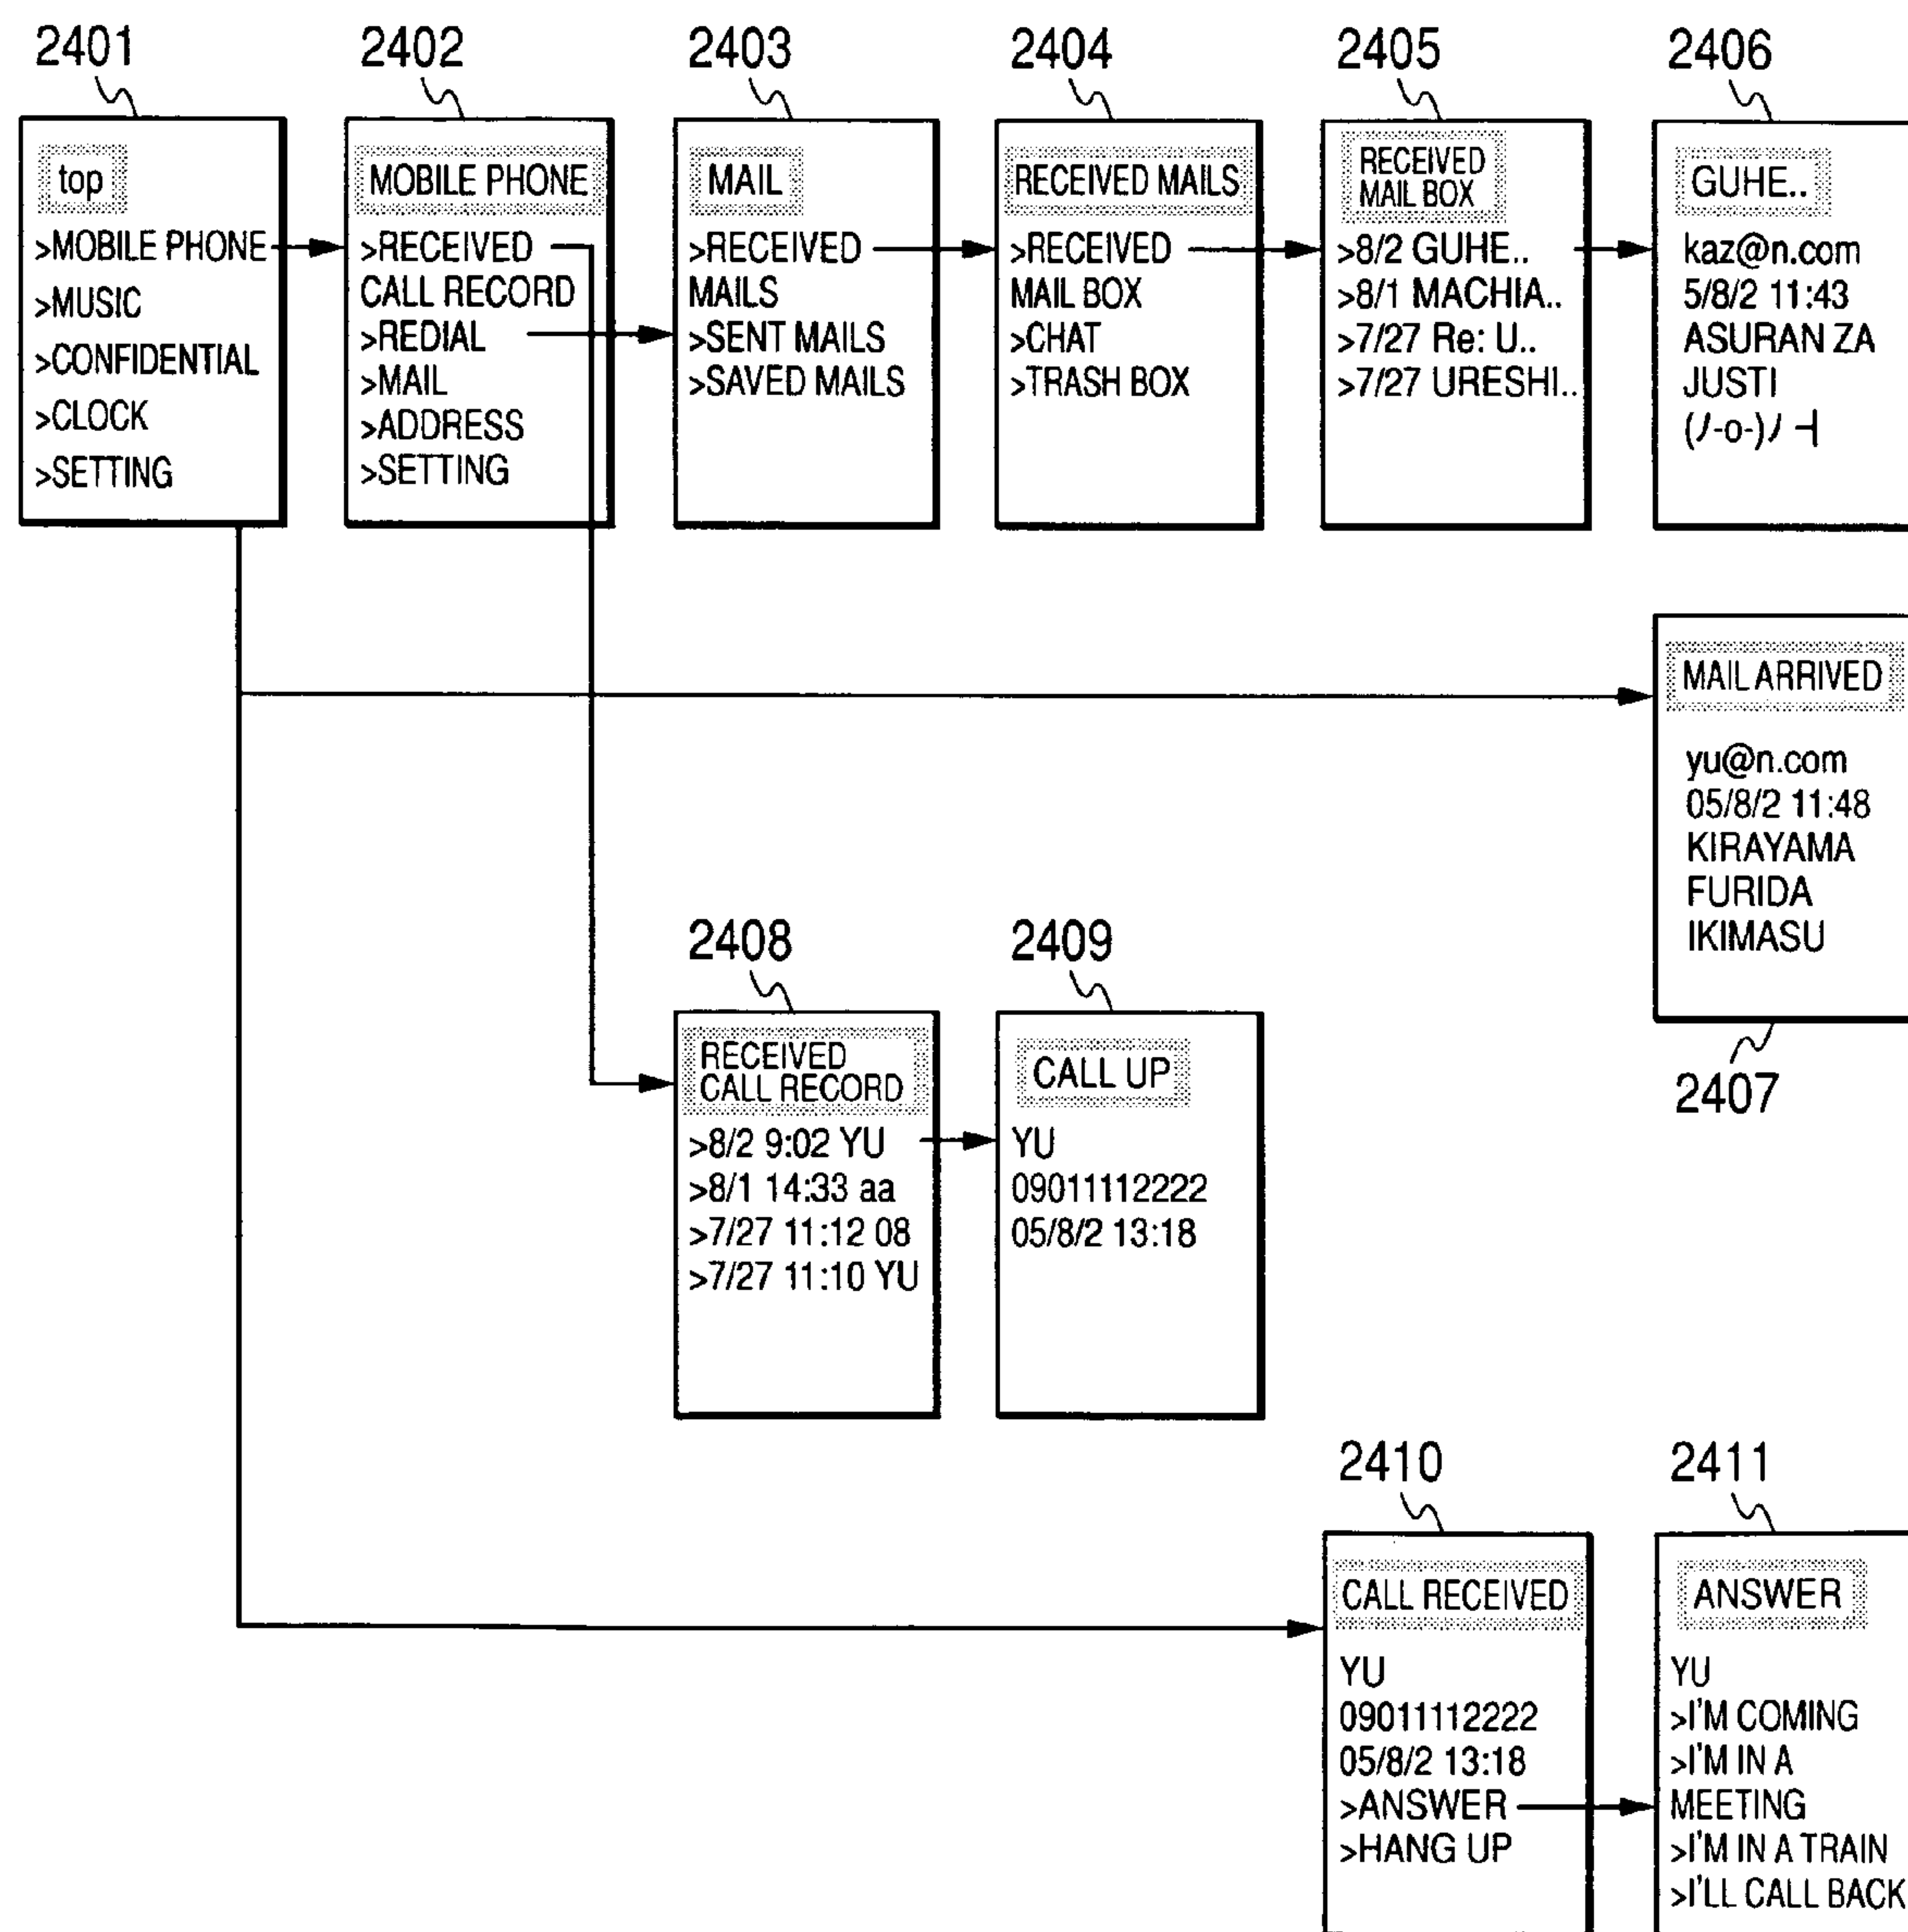 2401
2402
2403
2404
2405
2406
top
>MOBILE PHONE
>MUSIC
>CONFIDENTIAL
>CLOCK
>SETTING
MOBILE PHONE
>RECEIVED
CALL RECORD
>REDIAL
>MAIL
>ADDRESS
>SETTING
MAIL
>RECEIVED
MAILS
>SENT MAILS
>SAVED MAILS
RECEIVED MAILS
>RECEIVED
MAIL BOX
>CHAT
>TRASH BOX
RECEIVED
MAIL BOX
>8/2 GUHE..
>8/1 MACHIA..
>7/27 Re: U..
>7/27 URESHI..
GUHE..
kaz@n.com
5/8/2 11:43
ASURAN ZA
JUSTI
(ノ-o-)ノ ⊣
MAIL ARRIVED
yu@n.com
05/8/2 11:48
KIRAYAMA
FURIDA
IKIMASU
2407
2408
2409
RECEIVED
CALL RECORD
>8/2 9:02 YU
>8/1 14:33 aa
>7/27 11:12 08
>7/27 11:10 YU
CALL UP
YU
09011112222
05/8/2 13:18
2410
2411
CALL RECEIVED
YU
09011112222
05/8/2 13:18
>ANSWER
>HANG UP
ANSWER
YU
>I'M COMING
>I'M IN A
MEETING
>I'M IN A TRAIN
>I'LL CALL BACK